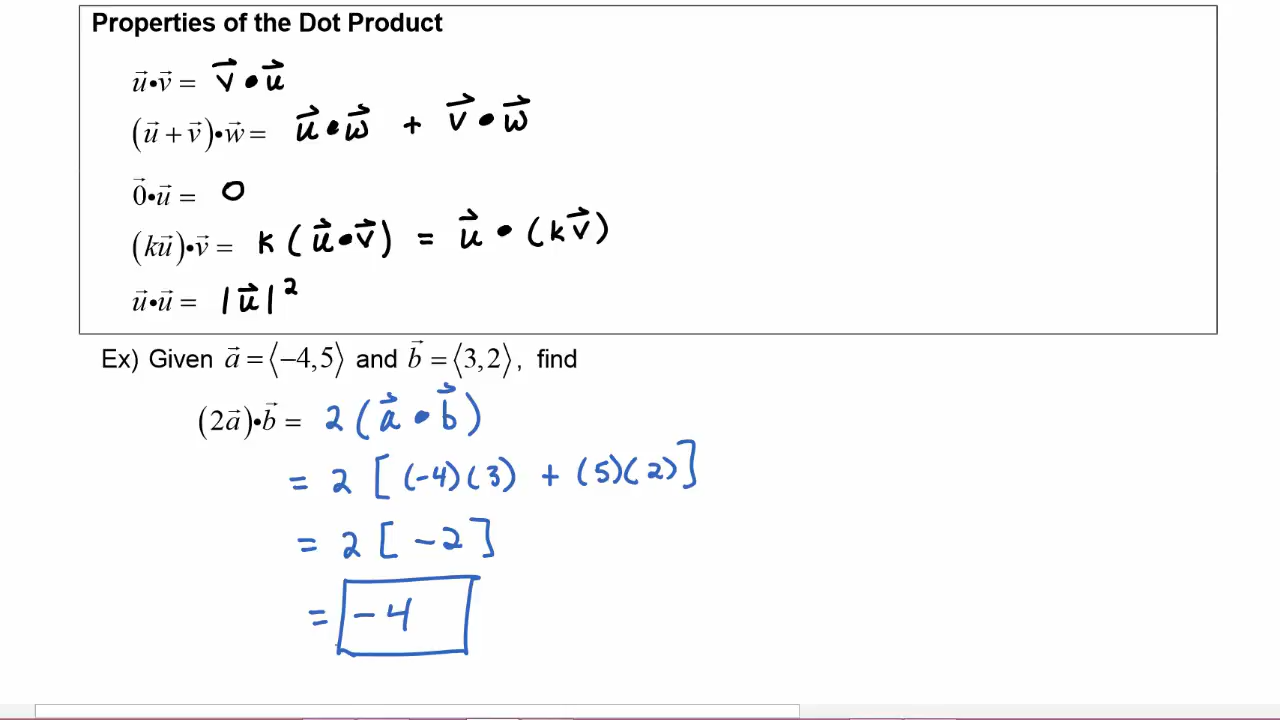 Properties of the Dot Product
u⃗•v⃗ = v⃗•u⃗
(u⃗ + v⃗)•w⃗ = u⃗•w⃗ + v⃗•w⃗
0⃗•u⃗ = 0
(ku⃗)•v⃗ = k(u⃗•v⃗) = u⃗•(kv⃗)
u⃗•u⃗ = |u⃗|²
Ex) Given a⃗ = ⟨−4,5⟩ and b⃗ = ⟨3,2⟩, find
(2a⃗)•b⃗ = 2(a⃗•b⃗)
= 2[(-4)(3) + (5)(2)]
= 2[-2]
= -4